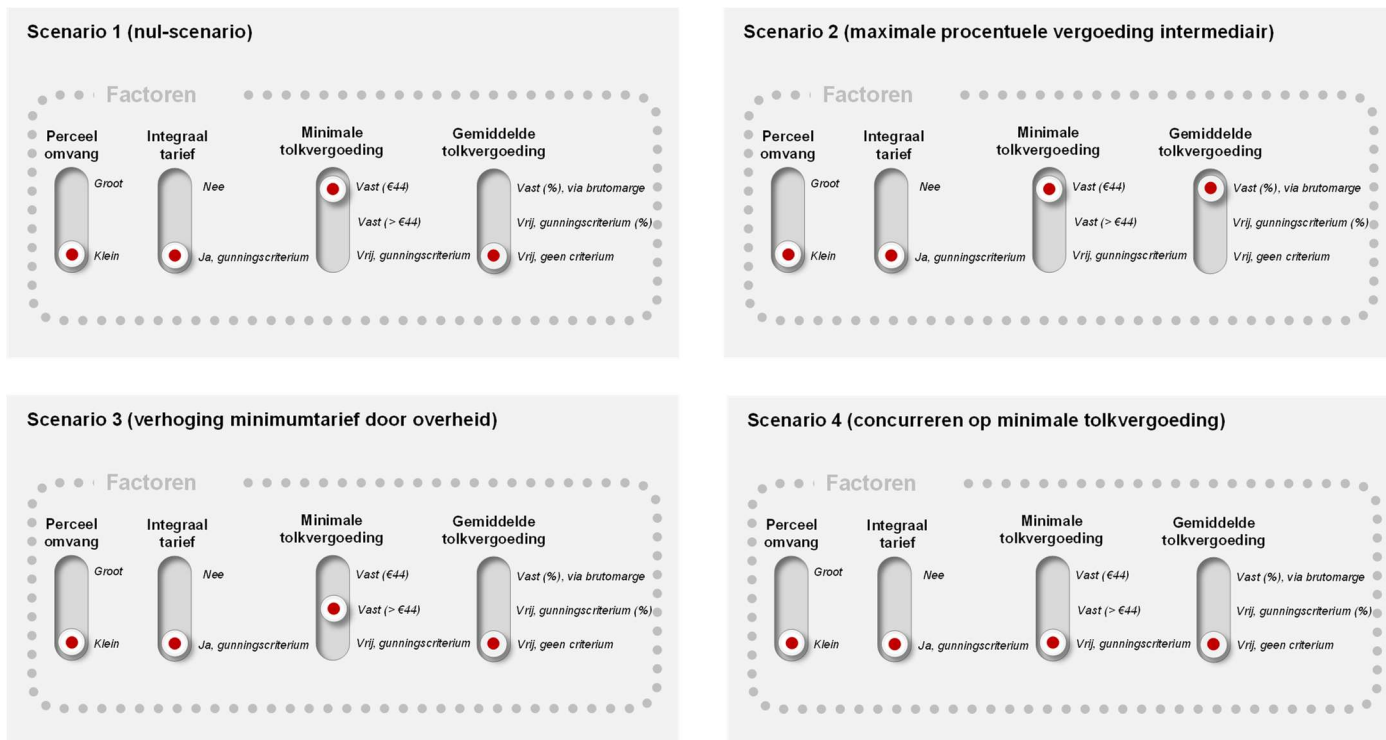 Scenario 1 (nul-scenario)
Factoren
Perceel
omvang
Groot
Klein
Integraal
tarief
Nee
Ja, gunningscriterium
Minimale
tolkvergoeding
Vast (€44)
Vast (> €44)
Vrij, gunningscriterium
Gemiddelde
tolkvergoeding
Vast (%), via brutomarge
Vrij, gunningscriterium (%)
Vrij, geen criterium
Scenario 2 (maximale procentuele vergoeding intermediair)
Factoren
Perceel
omvang
Groot
Klein
Integraal
tarief
Nee
Ja, gunningscriterium
Minimale
tolkvergoeding
Vast (€44)
Vast (> €44)
Vrij, gunningscriterium
Gemiddelde
tolkvergoeding
Vast (%), via brutomarge
Vrij, gunningscriterium (%)
Vrij, geen criterium
Scenario 3 (verhoging minimumtarief door overheid)
Factoren
Perceel
omvang
Groot
Klein
Integraal
tarief
Nee
Ja, gunningscriterium
Minimale
tolkvergoeding
Vast (€44)
Vast (> €44)
Vrij, gunningscriterium
Gemiddelde
tolkvergoeding
Vast (%), via brutomarge
Vrij, gunningscriterium (%)
Vrij, geen criterium
Scenario 4 (concurreren op minimale tolkvergoeding)
Factoren
Perceel
omvang
Groot
Klein
Integraal
tarief
Nee
Ja, gunningscriterium
Minimale
tolkvergoeding
Vast (€44)
Vast (> €44)
Vrij, gunningscriterium
Gemiddelde
tolkvergoeding
Vast (%), via brutomarge
Vrij, gunningscriterium (%)
Vrij, geen criterium